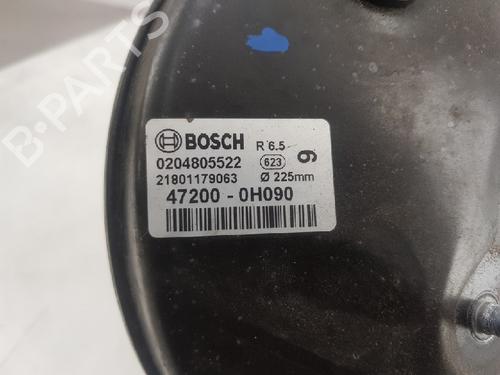 BOSCH R 6.5
0204805522 623 9
21801179063 Ø 225mm
47200 - 0H090
B-PARTS